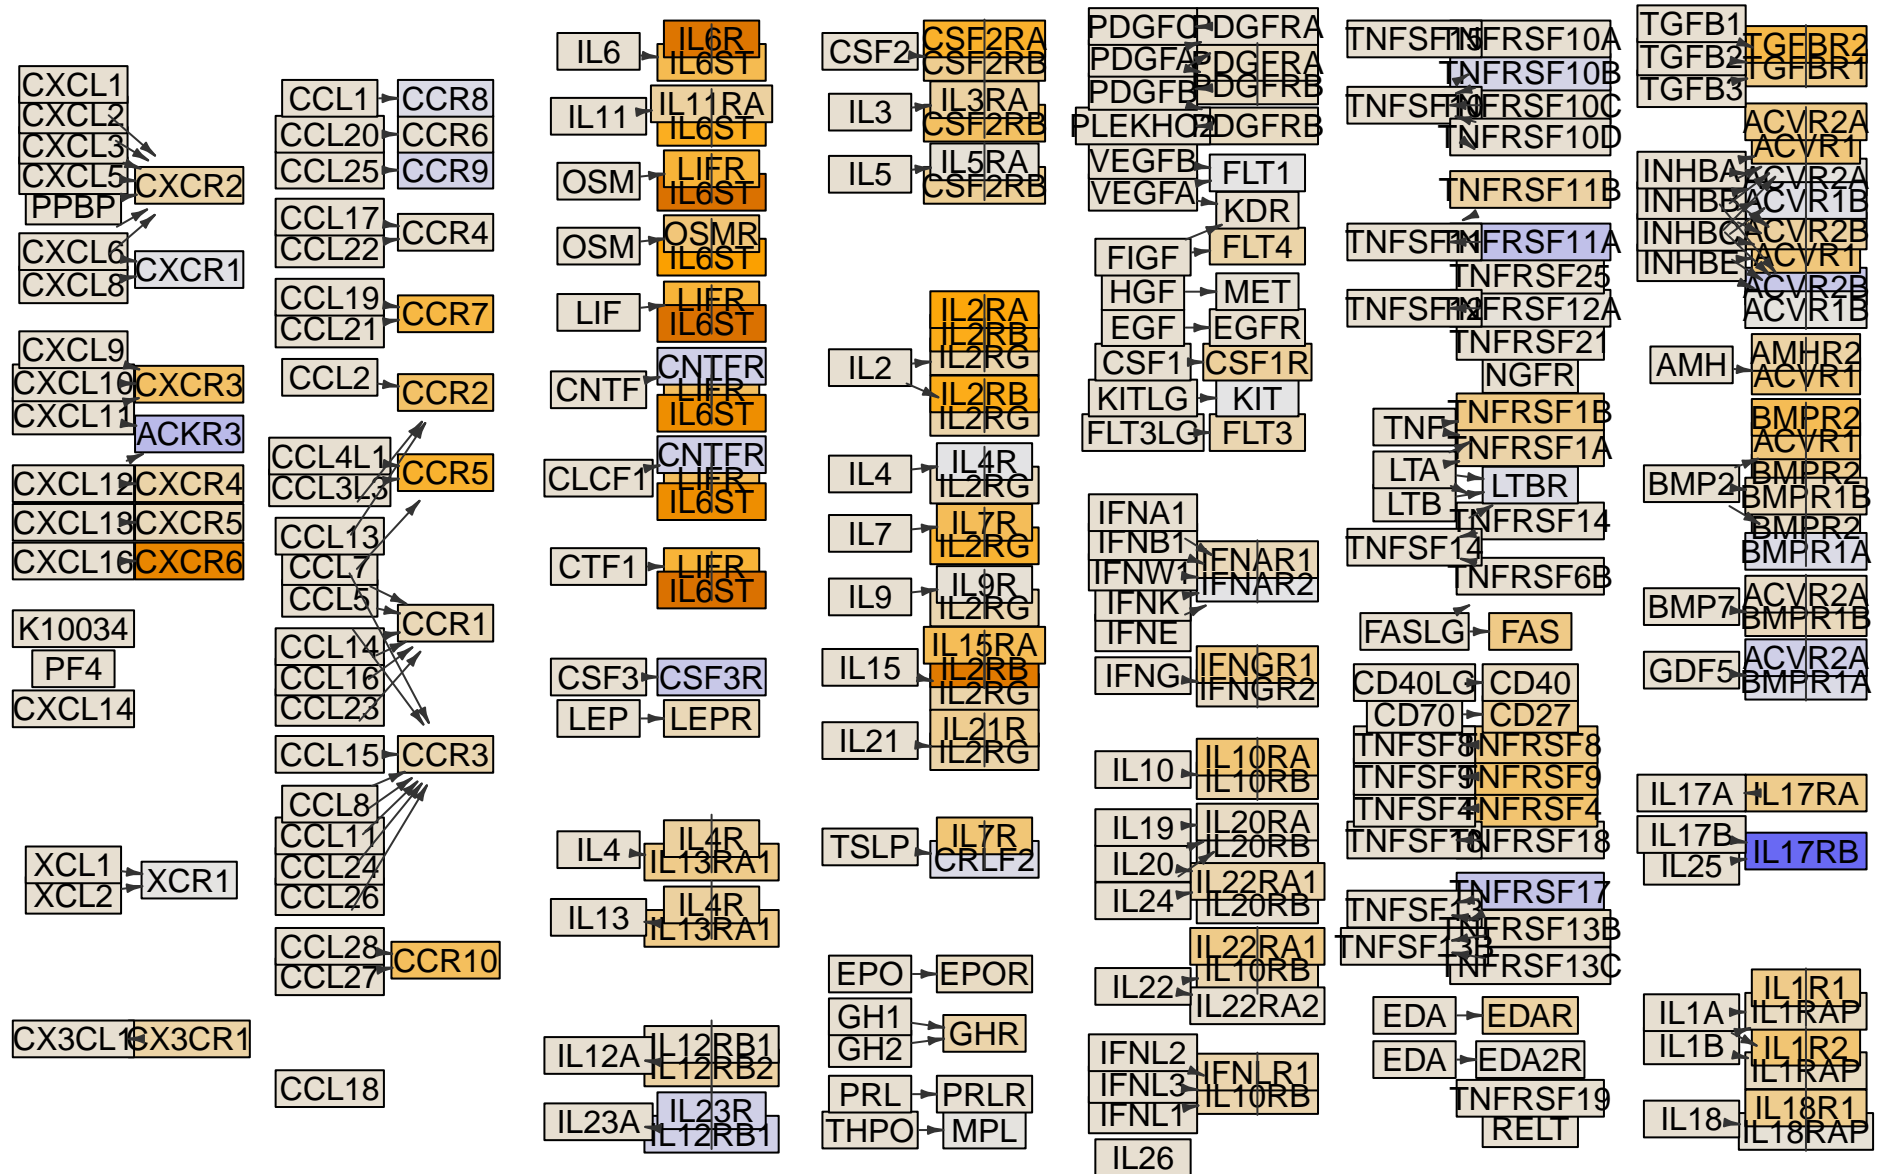 CXCL1
CXCL2
CXCL3
CXCL5
PPBP
CXCR2
CXCL6
CXCL8
CXCR1
CXCL9
CXCL10
CXCL11
CXCR3
ACKR3
CXCL12
CXCR4
CXCL13
CXCR5
CXCL16
CXCR6
K10034
PF4
CXCL14
XCL1
XCL2
XCR1
CX3CL1
CX3CR1
CCL1
CCR8
CCL20
CCR6
CCL25
CCR9
CCL17
CCL22
CCR4
CCL19
CCL21
CCR7
CCL2
CCR2
CCL4L1
CCL3L3
CCR5
CCL13
CCL7
CCL5
CCR1
CCL14
CCL16
CCL23
CCL15
CCR3
CCL8
CCL11
CCL24
CCL26
CCL28
CCL27
CCR10
CCL18
IL6
IL6R
IL6ST
IL11
IL11RA
IL6ST
OSM
LIFR
IL6ST
OSM
OSMR
IL6ST
LIF
LIFR
IL6ST
CNTF
CNTFR
LIFR
IL6ST
CLCF1
CNTFR
LIFR
IL6ST
CTF1
LIFR
IL6ST
CSF3
CSF3R
LEP
LEPR
IL4
IL4R
IL13RA1
IL13
IL4R
IL13RA1
IL12A
IL12RB1
IL12RB2
IL23A
IL23R
IL12RB1
CSF2
CSF2RA
CSF2RB
IL3
IL3RA
CSF2RB
IL5
IL5RA
CSF2RB
IL2
IL2RA
IL2RB
IL2RG
IL2RB
IL2RG
IL4
IL4R
IL2RG
IL7
IL7R
IL2RG
IL9
IL9R
IL2RG
IL15
IL15RA
IL2RB
IL2RG
IL21
IL21R
IL2RG
TSLP
IL7R
CRLF2
EPO
EPOR
GH1
GH2
GHR
PRL
PRLR
THPO
MPL
PDGFC
PDGFRA
PDGFA
PDGFRA
PDGFRB
PDGFB
PLEKHO2
PDGFRB
VEGFB
VEGFA
FLT1
KDR
FIGF
FLT4
HGF
MET
EGF
EGFR
CSF1
CSF1R
KITLG
KIT
FLT3LG
FLT3
IFNA1
IFNB1
IFNW1
IFNK
IFNE
IFNAR1
IFNAR2
IFNG
IFNGR1
IFNGR2
IL10
IL10RA
IL10RB
IL19
IL20
IL24
IL20RA
IL20RB
IL22RA1
IL20RB
IL22
IL22RA1
IL10RB
IL22RA2
IFNL2
IFNL3
IFNL1
IFNLR1
IL10RB
IL26
TNFSF15
TNFRSF10A
TNFRSF10B
TNFSF10
TNFRSF10C
TNFRSF10D
TNFRSF11B
TNFSF11
TNFRSF11A
TNFRSF25
TNFSF12
TNFRSF12A
TNFRSF21
NGFR
TNF
TNFRSF1B
TNFRSF1A
LTA
LTB
LTBR
TNFRSF14
TNFSF14
TNFRSF6B
FASLG
FAS
CD40LG
CD40
CD70
CD27
TNFSF8
TNFRSF8
TNFSF9
TNFRSF9
TNFSF4
TNFRSF4
TNFSF18
TNFRSF18
TNFRSF17
TNFSF13
TNFRSF13B
TNFSF13B
TNFRSF13C
EDA
EDAR
EDA
EDA2R
TNFRSF19
RELT
TGFB1
TGFB2
TGFB3
TGFBR2
TGFBR1
ACVR2A
ACVR1
INHBA
ACVR2A
ACVR1B
INHBB
INHBC
ACVR2B
ACVR1
INHBE
ACVR2B
ACVR1B
AMH
AMHR2
ACVR1
BMPR2
ACVR1
BMP2
BMPR2
BMPR1B
BMPR2
BMPR1A
BMP7
ACVR2A
BMPR1B
GDF5
ACVR2A
BMPR1A
IL17A
IL17RA
IL17B
IL25
IL17RB
IL1A
IL1B
IL1R1
IL1RAP
IL1R2
IL1RAP
IL18
IL18R1
IL18RAP